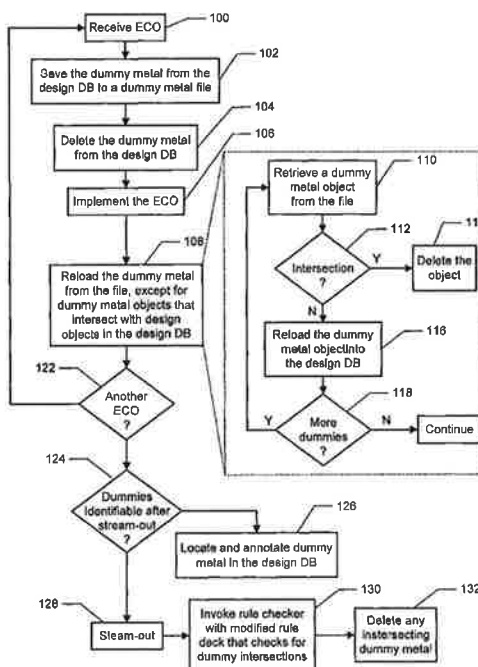 Receive ECO
100
102
Save the dummy metal from the
design DB to a dummy metal file
104
Delete the dummy metal
from the design DB
106
Implement the ECO
108
Reload the dummy metal
from the file, except for
dummy metal objects that
intersect with design
objects in the design DB
110
Retrieve a dummy
metal object
from the file
112
Intersection
?
Y
N
11
Delete the
object
116
Reload the dummy
metal objectinto
the design DB
118
More
dummies
?
Y
N
Continue
122
Another
ECO
?
124
Dummies
identifiable after
stream-out
?
126
Locate and annotate dummy
metal in the design DB
128
Steam-out
130
Invoke rule checker
with modified rule
deck that checks for
dummy intersections
132
Delete any
instersecting
dummy metal